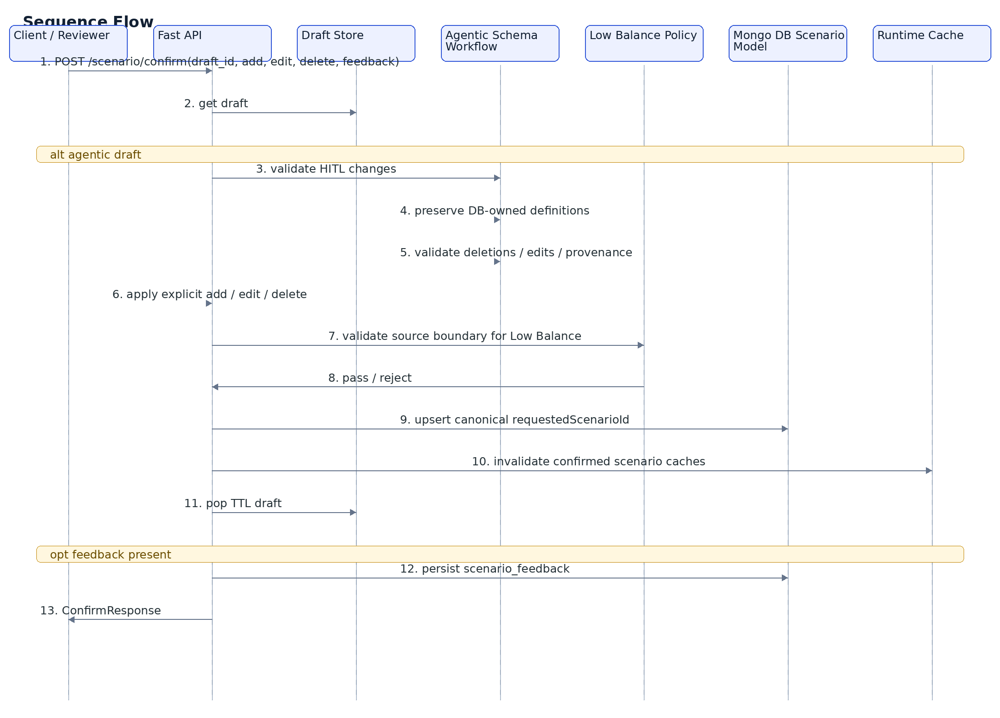 Sequence Flow
Client / Reviewer
Fast API
Draft Store
Agentic Schema
Workflow
Low Balance Policy
Mongo DB Scenario
Model
Runtime Cache
1. POST /scenario/confirm(draft_id, add, edit, delete, feedback)
2. get draft
alt agentic draft
3. validate HITL changes
4. preserve DB-owned definitions
5. validate deletions / edits / provenance
6. apply explicit add / edit / delete
7. validate source boundary for Low Balance
8. pass / reject
9. upsert canonical requestedScenarioId
10. invalidate confirmed scenario caches
11. pop TTL draft
opt feedback present
12. persist scenario_feedback
13. ConfirmResponse